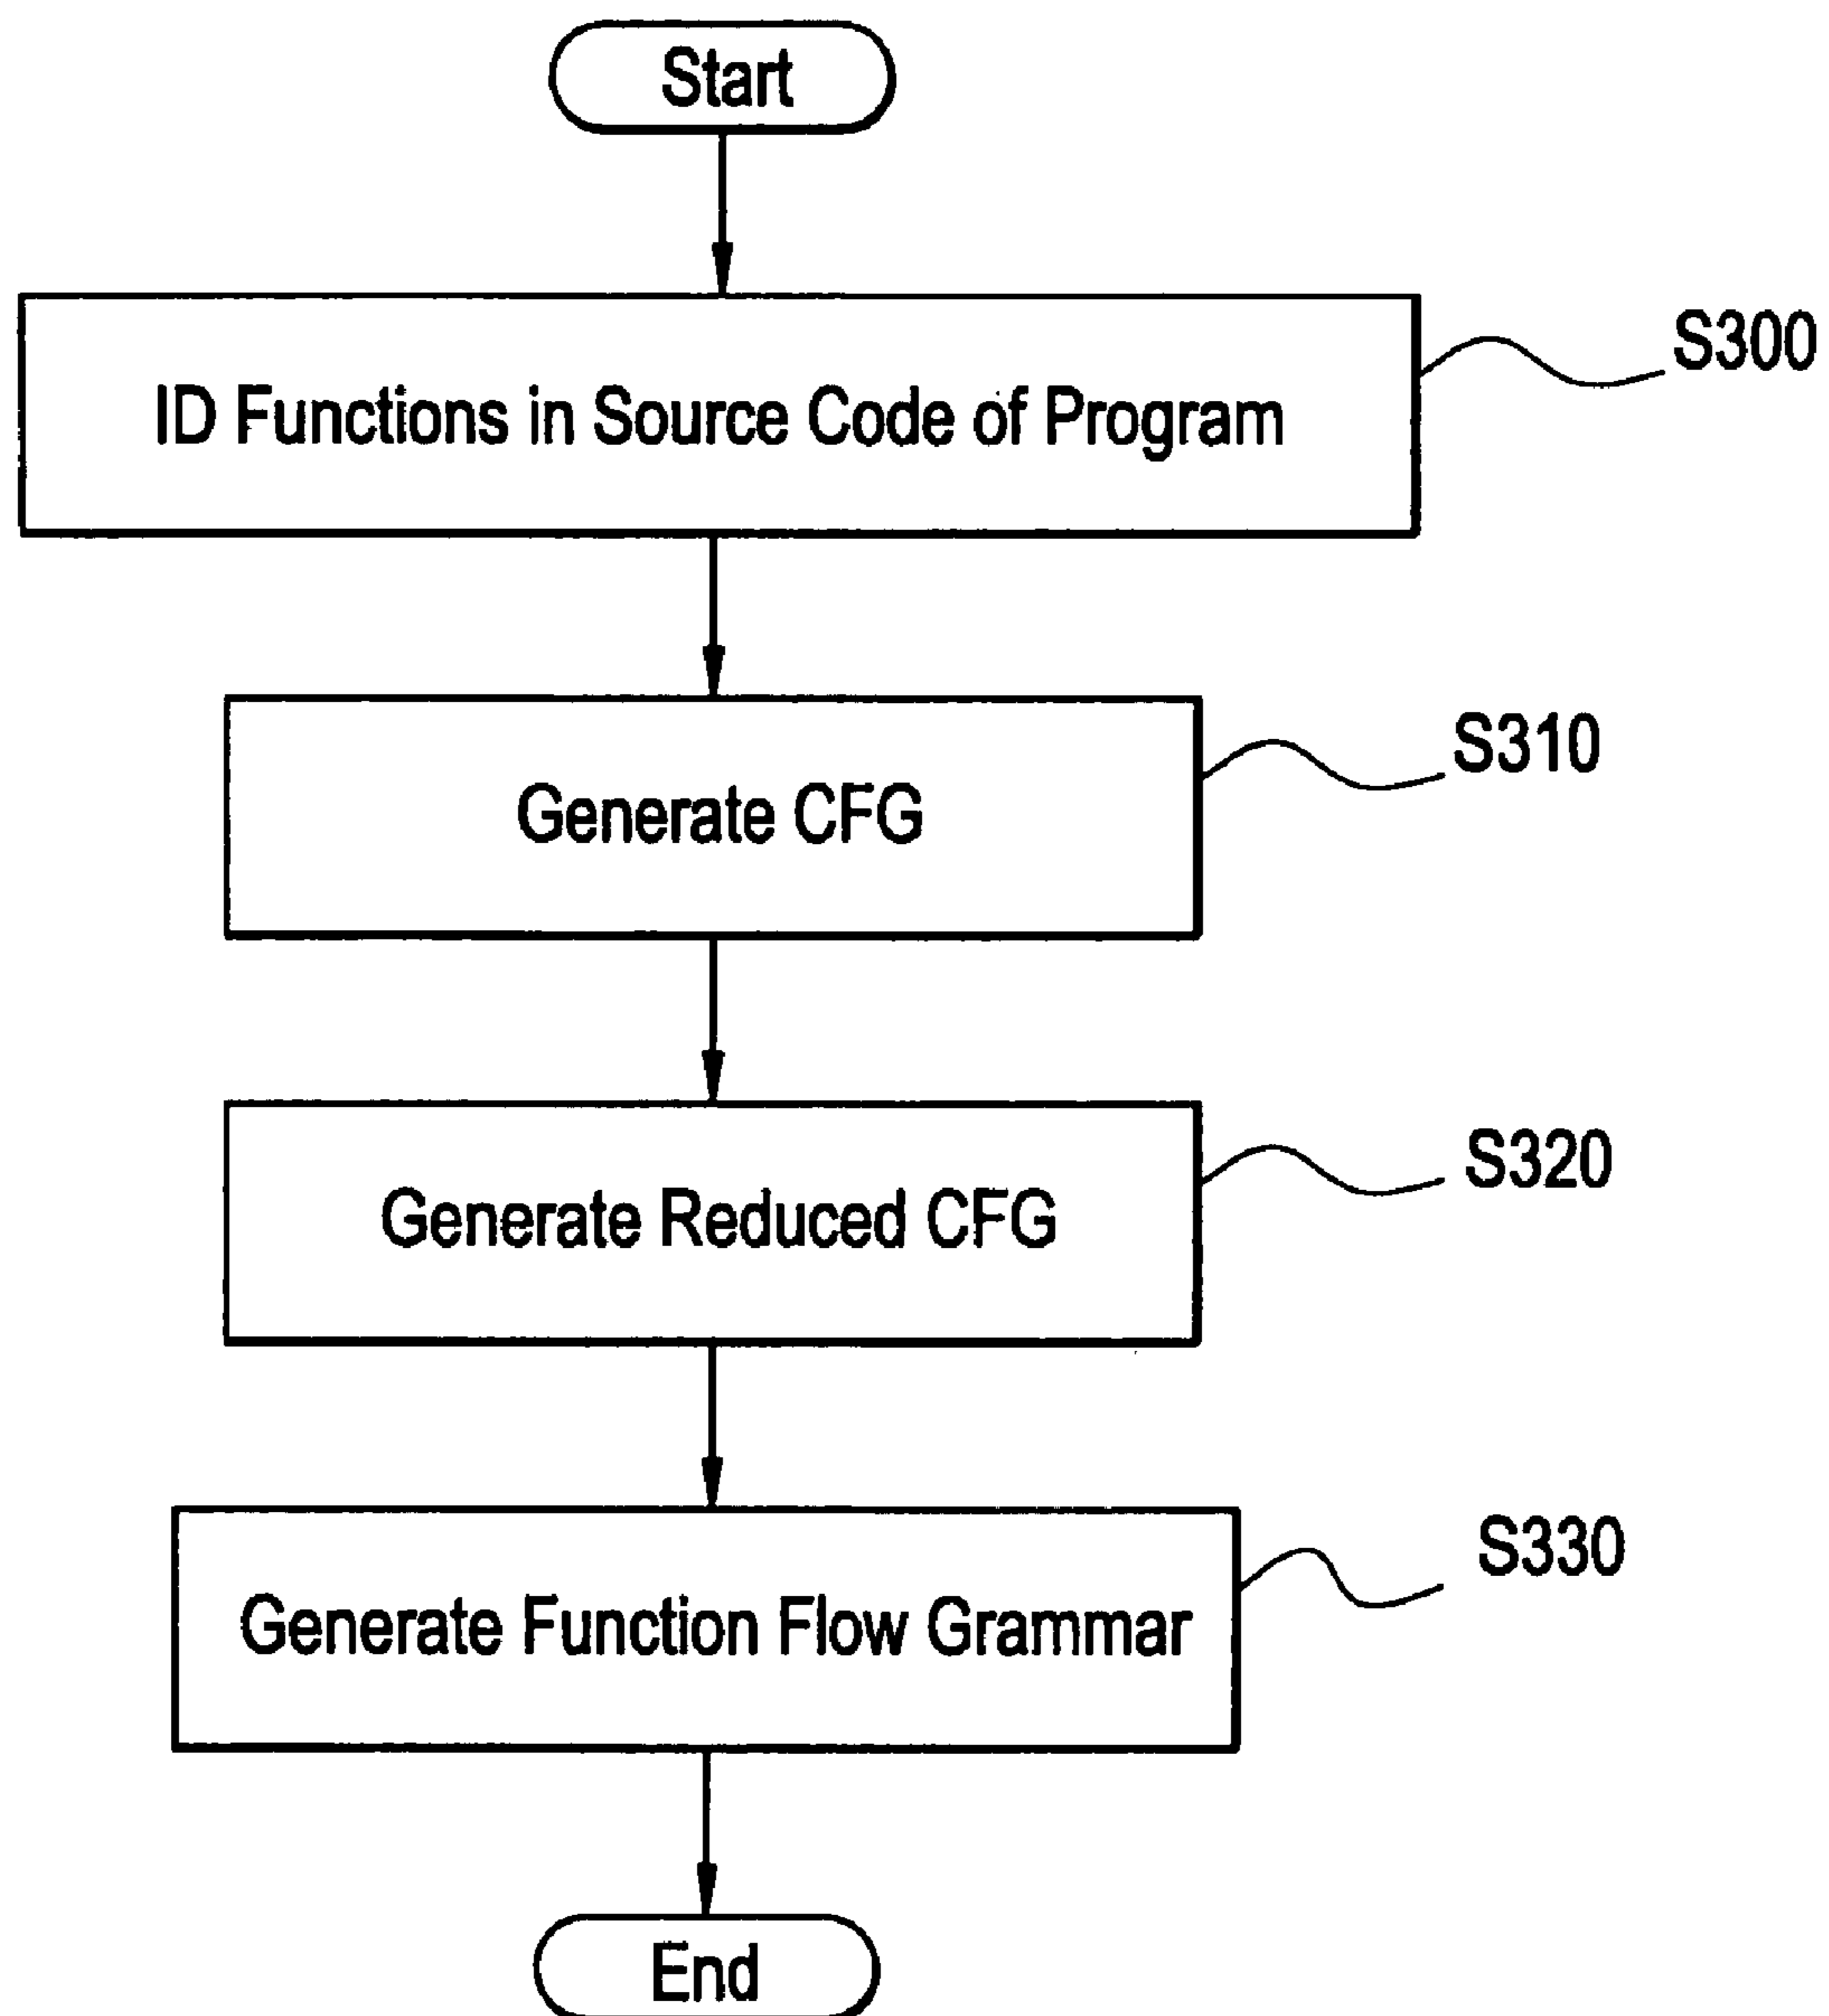 Start
ID Functions in Source Code of Program
S300
Generate CFG
S310
Generate Reduced CFG
S320
Generate Function Flow Grammar
S330
End